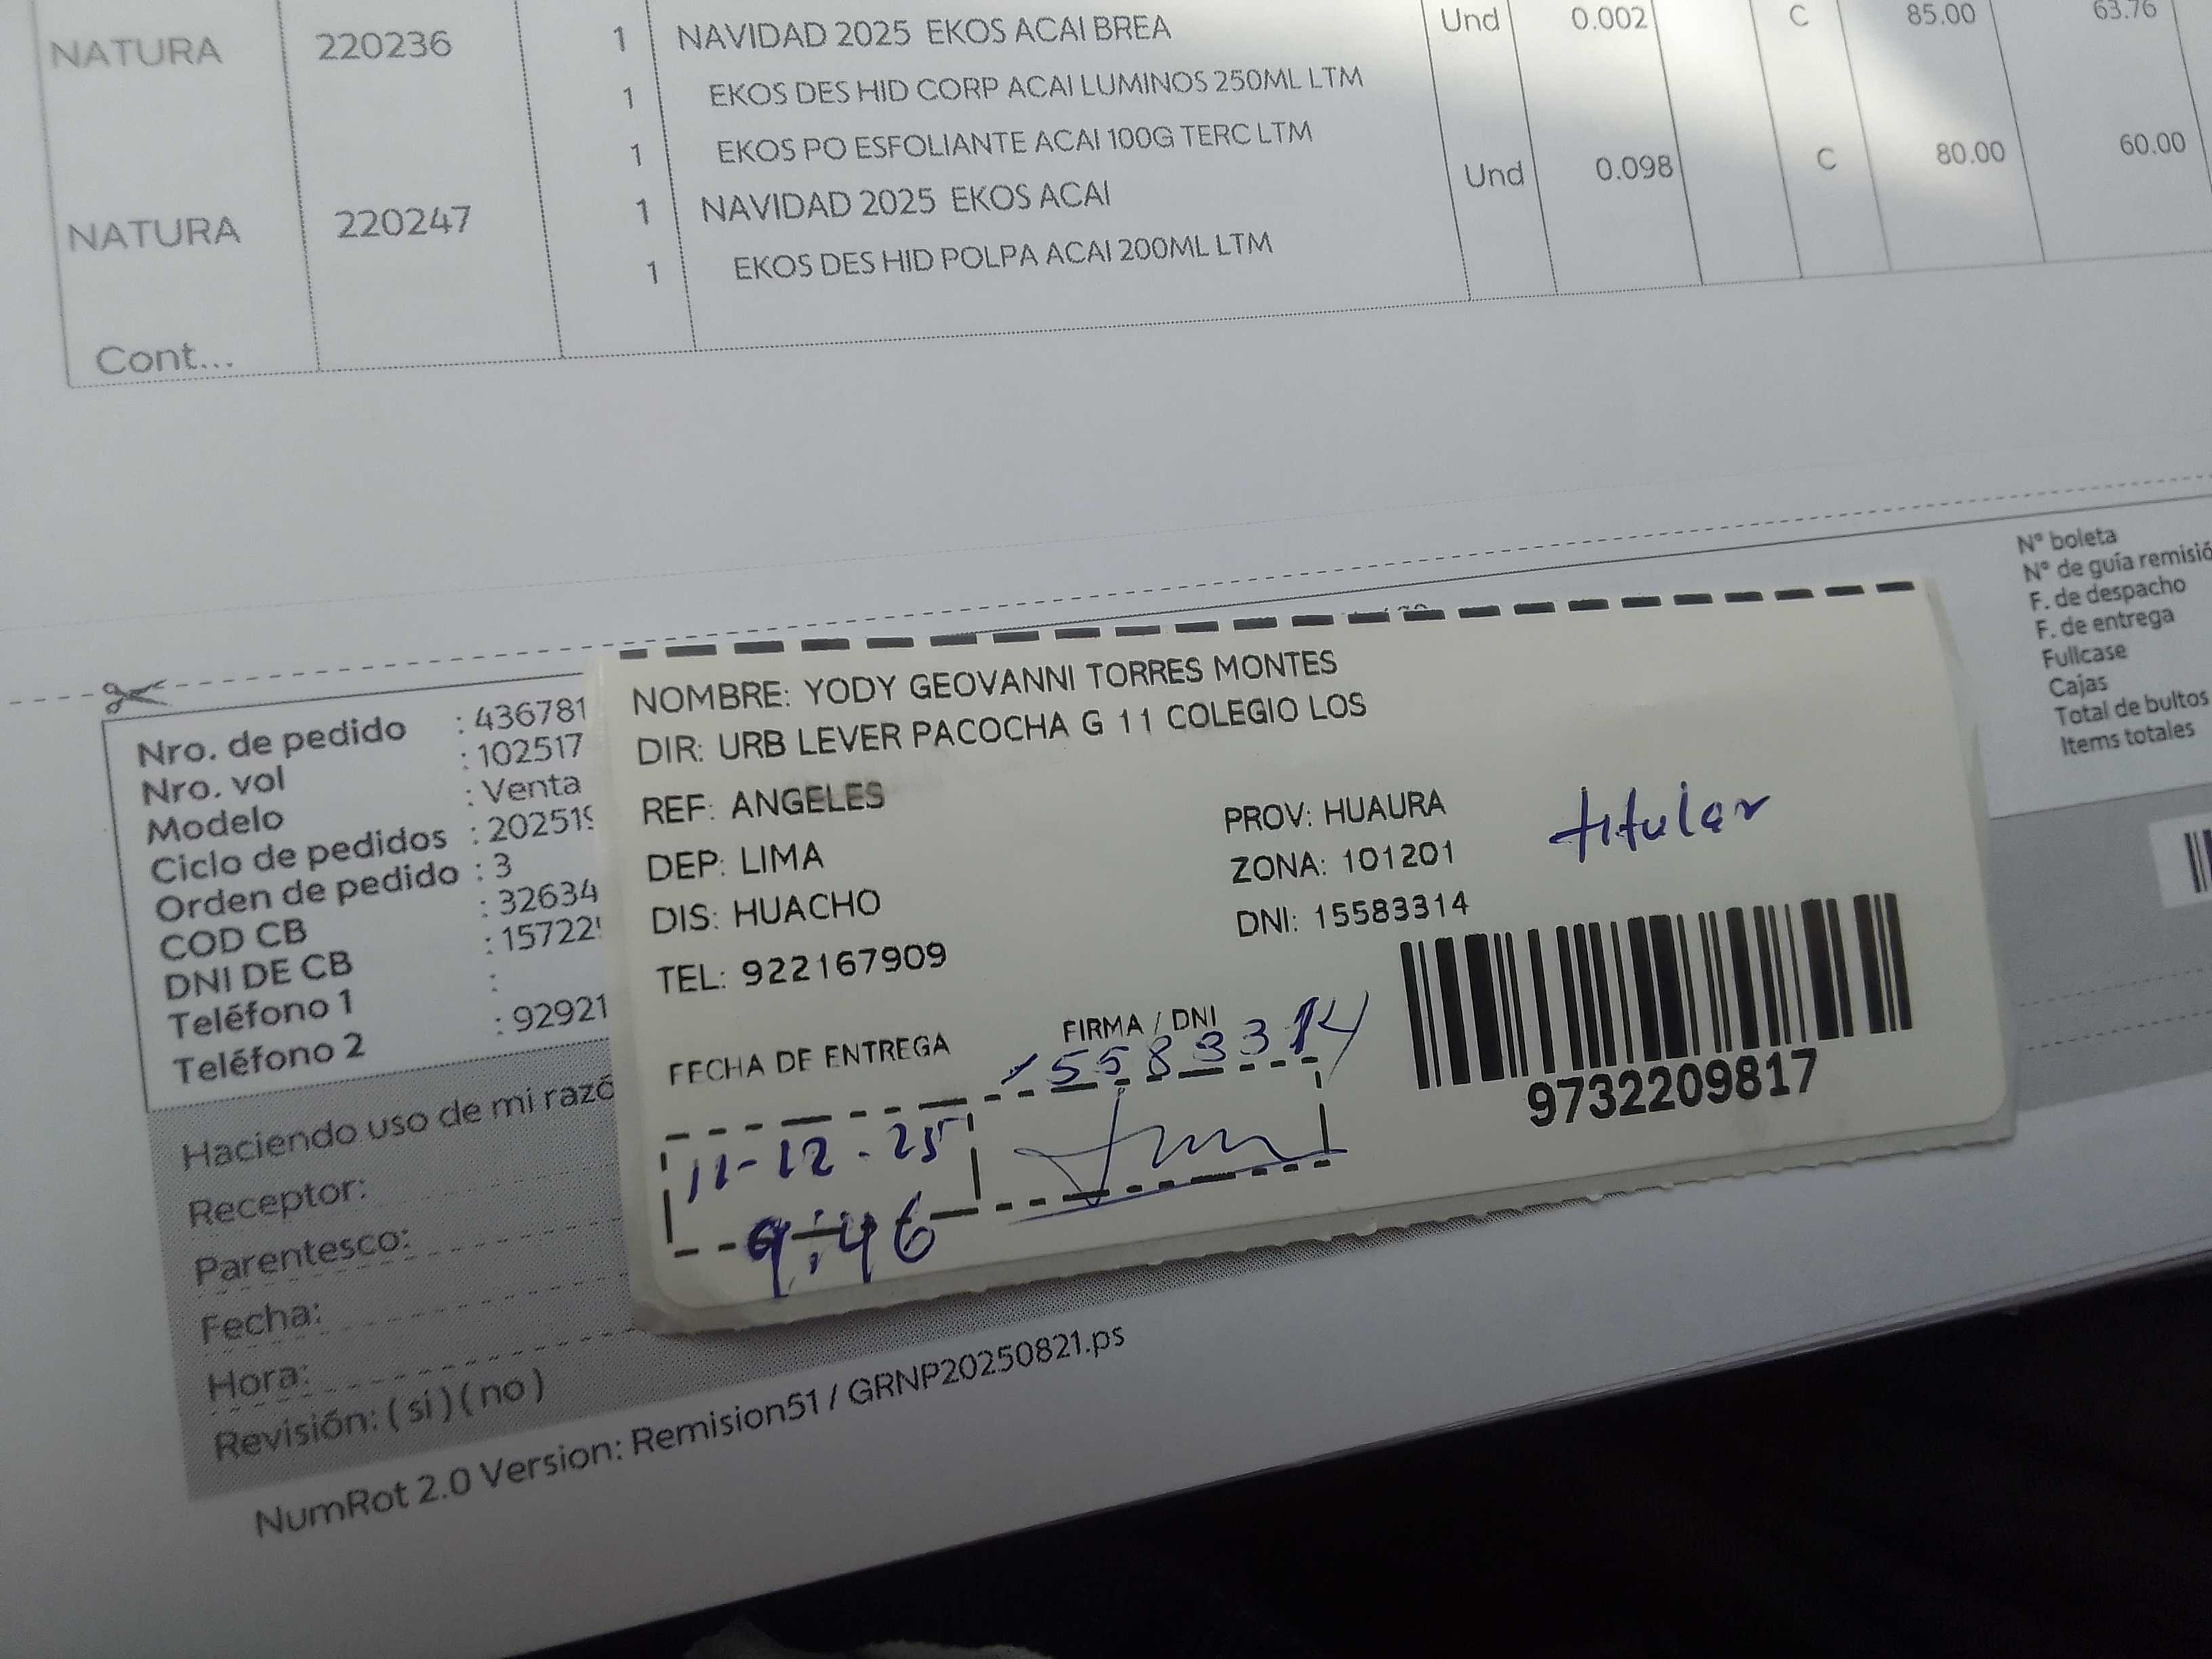 NATURA 220236 1 NAVIDAD 2025 EKOS ACAI BREA Und 0.002 C 85.00 63.76
1 EKOS DES HID CORP ACAI LUMINOS 250ML LTM
1 EKOS PO ESFOLIANTE ACAI 100G TERC LTM
NATURA 220247 1 NAVIDAD 2025 EKOS ACAI Und 0.098 C 80.00 60.00
1 EKOS DES HID POLPA ACAI 200ML LTM
Cont...
Nro. de pedido : 436781
Nro. vol : 102517
Modelo : Venta
Ciclo de pedidos : 202519
Orden de pedido : 3
COD CB : 32634
DNI DE CB : 15722
Teléfono 1 :
Teléfono 2 : 92921
Haciendo uso de mi razó
Receptor:
Parentesco:
Fecha:
Hora:
Revisión: ( si ) ( no )
NumRot 2.0 Version: Remision51 / GRNP20250821.ps
NOMBRE: YODY GEOVANNI TORRES MONTES
DIR: URB LEVER PACOCHA G 11 COLEGIO LOS
REF: ANGELES
DEP: LIMA
DIS: HUACHO
TEL: 922167909
PROV: HUAURA
ZONA: 101201
DNI: 15583314
titular
FECHA DE ENTREGA
FIRMA / DNI
15583314
11-12-25
9:46
9732209817
N° boleta
N° de guía remisió
F. de despacho
F. de entrega
Fullcase
Cajas
Total de bultos
Items totales